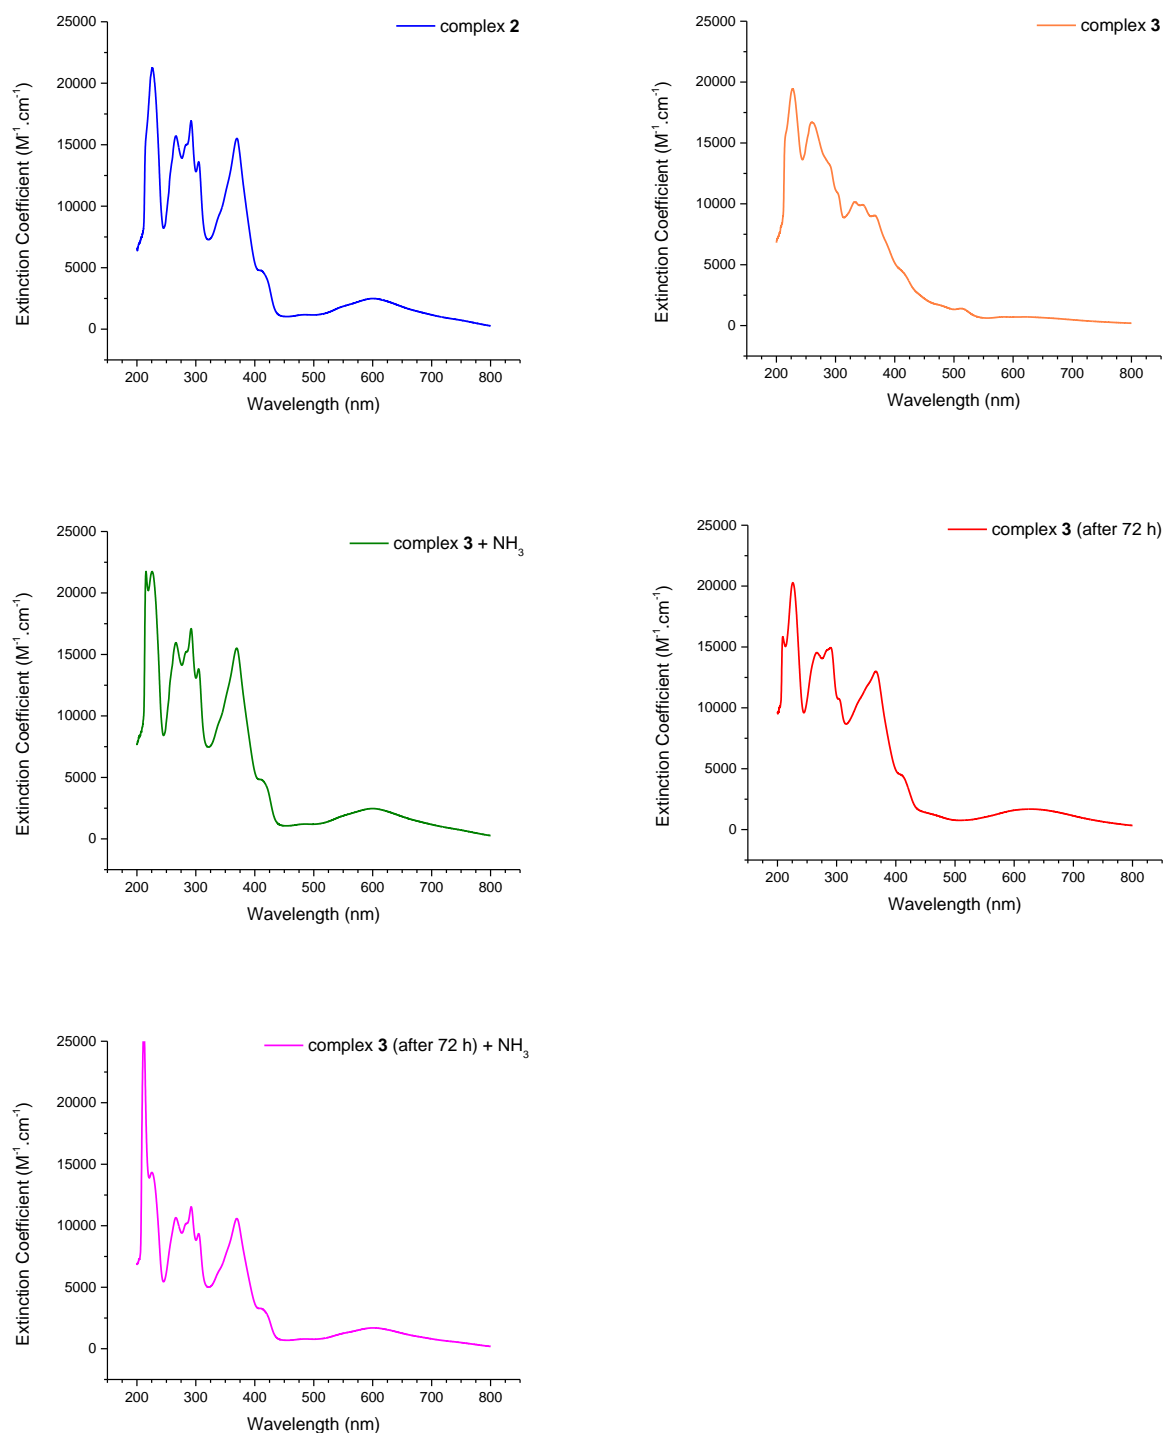 complex 2
25000
20000
15000
10000
5000
0
Extinction Coefficient (M⁻¹.cm⁻¹)
200 300 400 500 600 700 800
Wavelength (nm)
complex 3
25000
20000
15000
10000
5000
0
Extinction Coefficient (M⁻¹.cm⁻¹)
200 300 400 500 600 700 800
Wavelength (nm)
complex 3 + NH₃
25000
20000
15000
10000
5000
0
Extinction Coefficient (M⁻¹.cm⁻¹)
200 300 400 500 600 700 800
Wavelength (nm)
complex 3 (after 72 h)
25000
20000
15000
10000
5000
0
Extinction Coefficient (M⁻¹.cm⁻¹)
200 300 400 500 600 700 800
Wavelength (nm)
complex 3 (after 72 h) + NH₃
25000
20000
15000
10000
5000
0
Extinction Coefficient (M⁻¹.cm⁻¹)
200 300 400 500 600 700 800
Wavelength (nm)